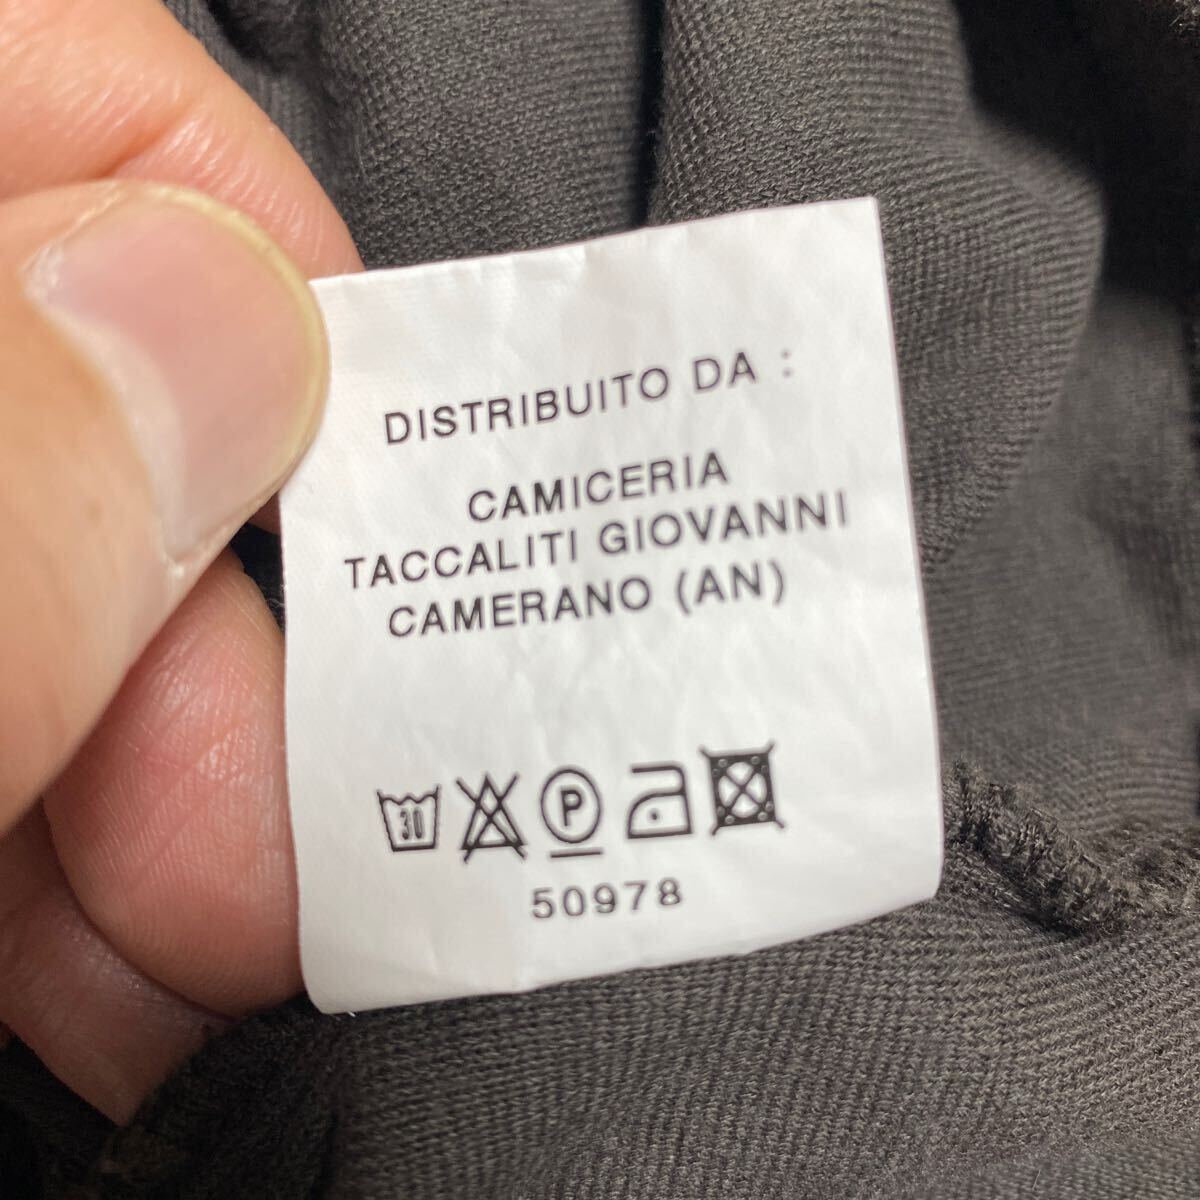 DISTRIBUITO DA :
CAMICERIA
TACCALITI GIOVANNI
CAMERANO (AN)
30 P
50978